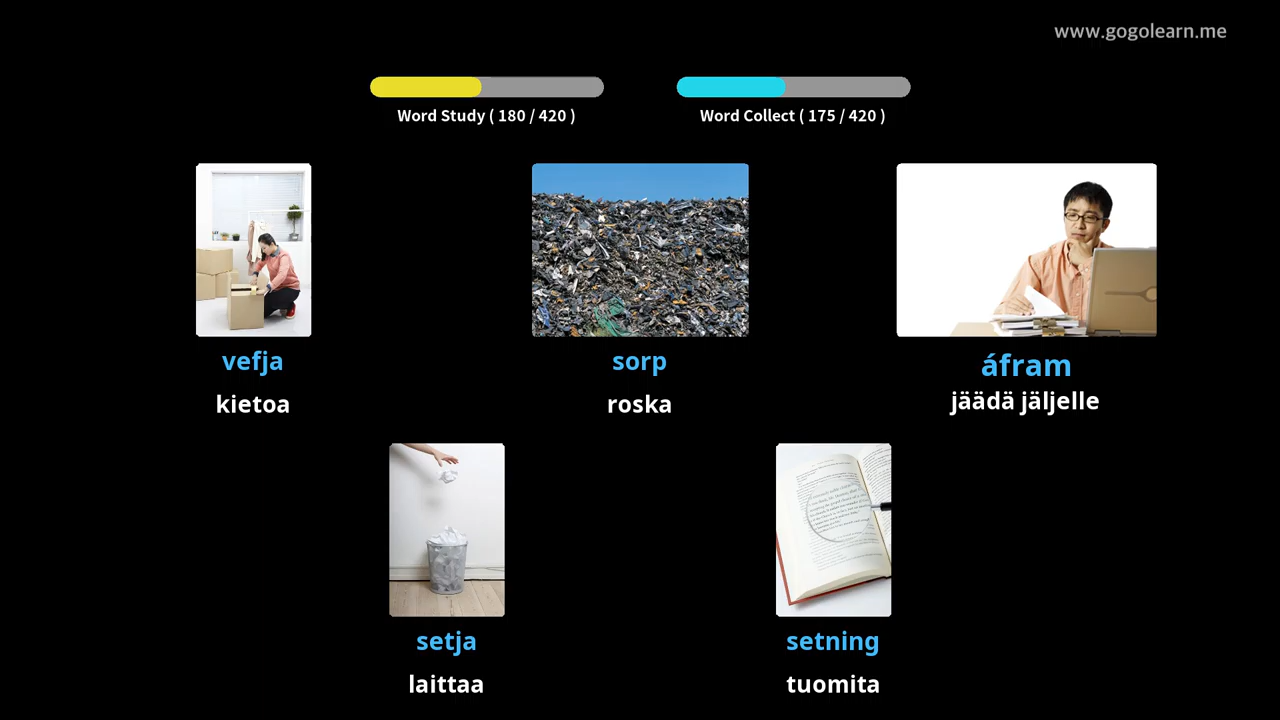 www.gogolearn.me
Word Study ( 180 / 420 )
Word Collect ( 175 / 420 )
vefja
kietoa
sorp
roska
áfram
jäädä jäljelle
setja
laittaa
setning
tuomita